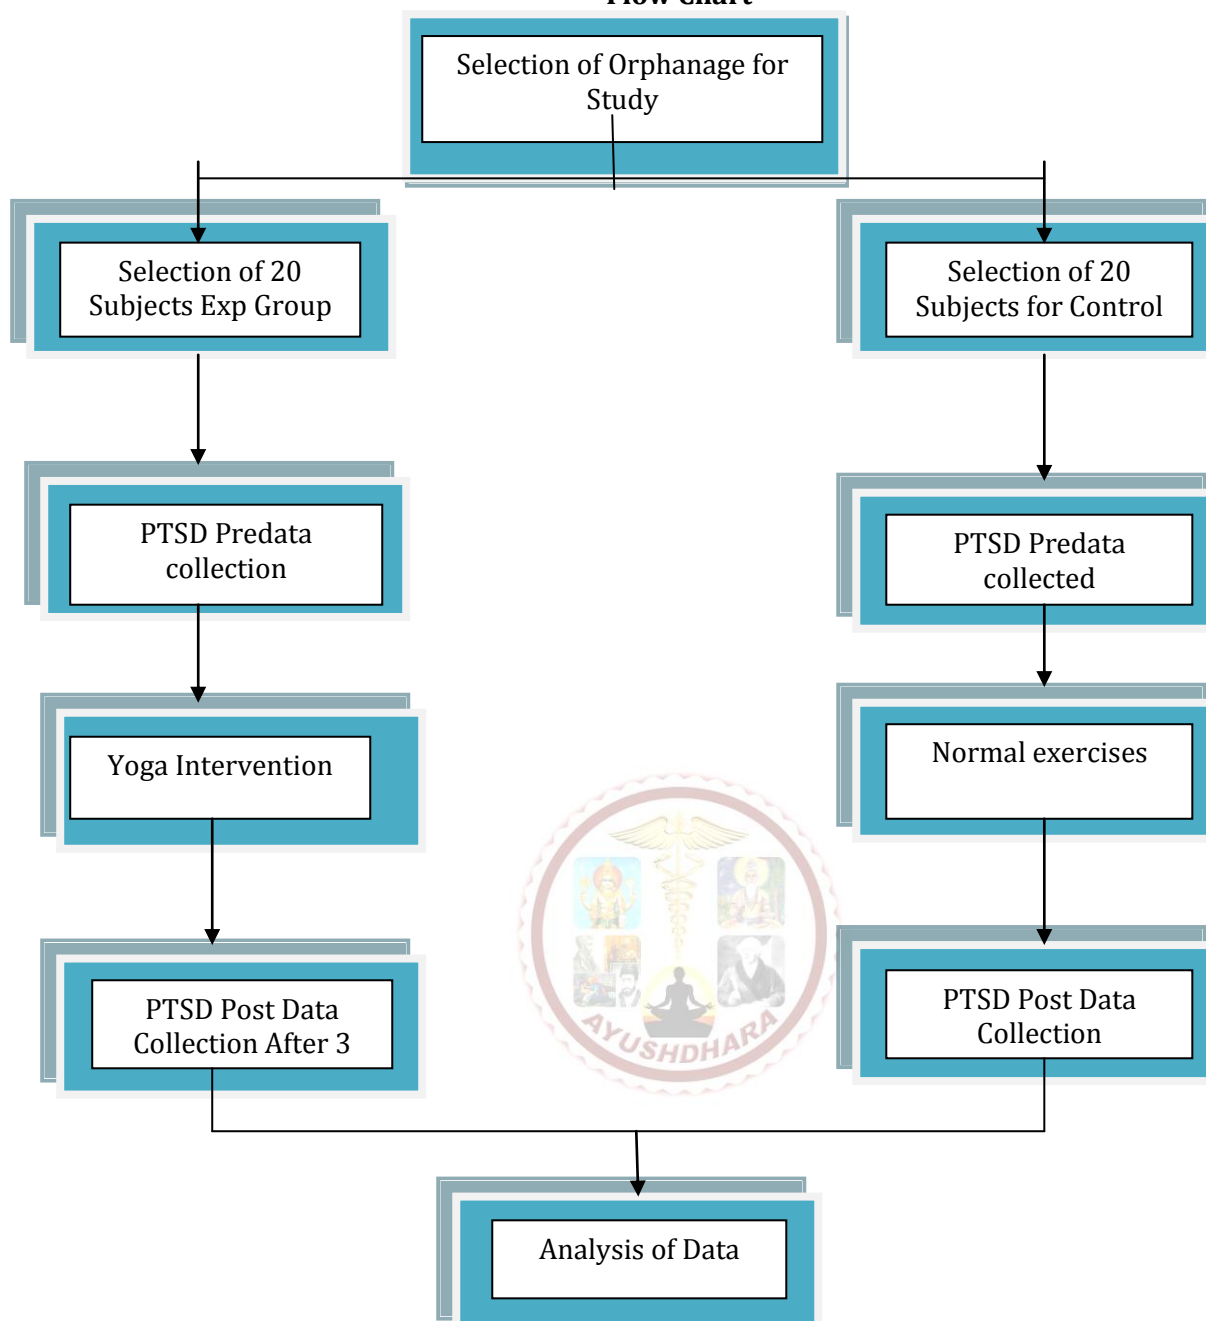 Flow Chart
Selection of Orphanage for
Study
Selection of 20
Subjects Exp Group
Selection of 20
Subjects for Control
PTSD Predata
collection
PTSD Predata
collected
Yoga Intervention
Normal exercises
PTSD Post Data
Collection After 3
PTSD Post Data
Collection
AYUSHDHARA
Analysis of Data